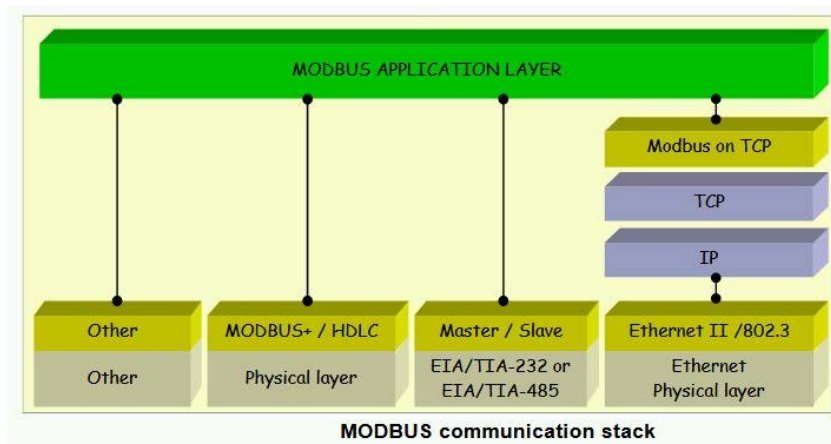 MODBUS APPLICATION LAYER
Modbus on TCP
TCP
IP
Other
MODBUS+ / HDLC
Master / Slave
Ethernet II /802.3
Other
Physical layer
EIA/TIA-232 or
EIA/TIA-485
Ethernet
Physical layer
MODBUS communication stack